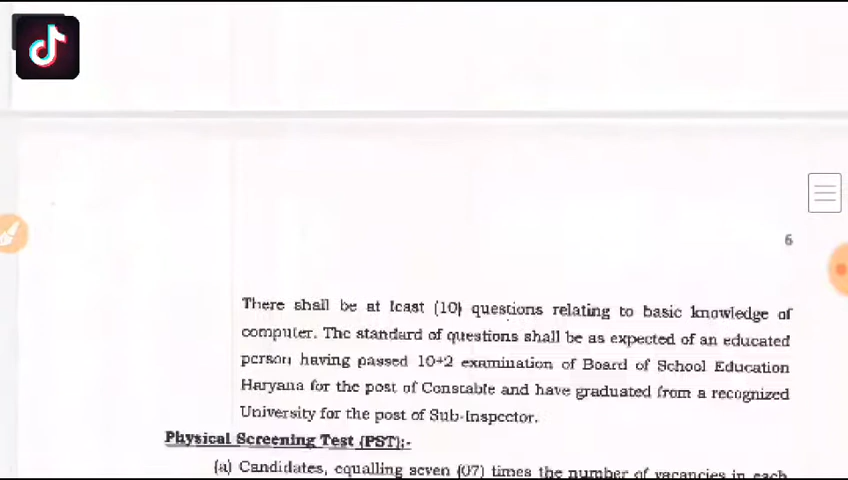 6
There shall be at least (10) questions relating to basic knowledge of
computer. The standard of questions shall be as expected of an educated
person having passed 10+2 examination of Board of School Education
Haryana for the post of Constable and have graduated from a recognized
University for the post of Sub-Inspector.
Physical Screening Test (PST):-
(a) Candidates, equalling seven (07) times the number of vacancies in each